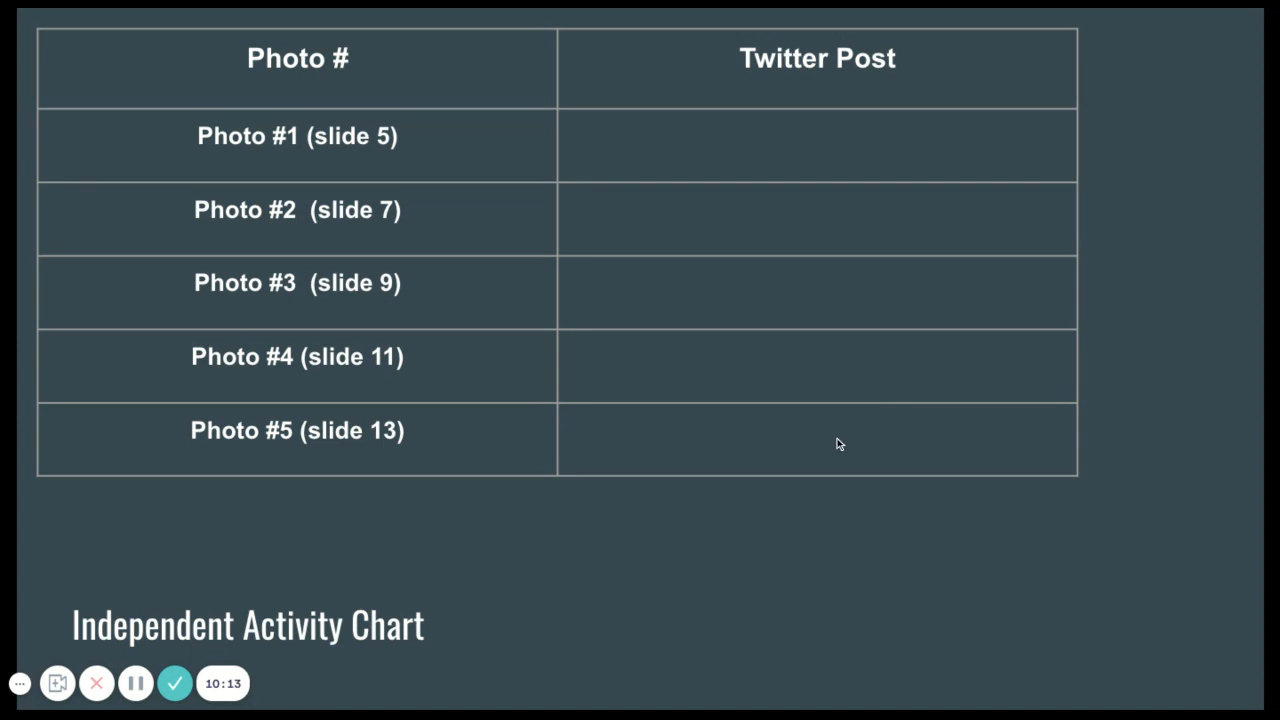 Photo #
Twitter Post
Photo #1 (slide 5)
Photo #2  (slide 7)
Photo #3  (slide 9)
Photo #4 (slide 11)
Photo #5 (slide 13)
Independent Activity Chart
10:13